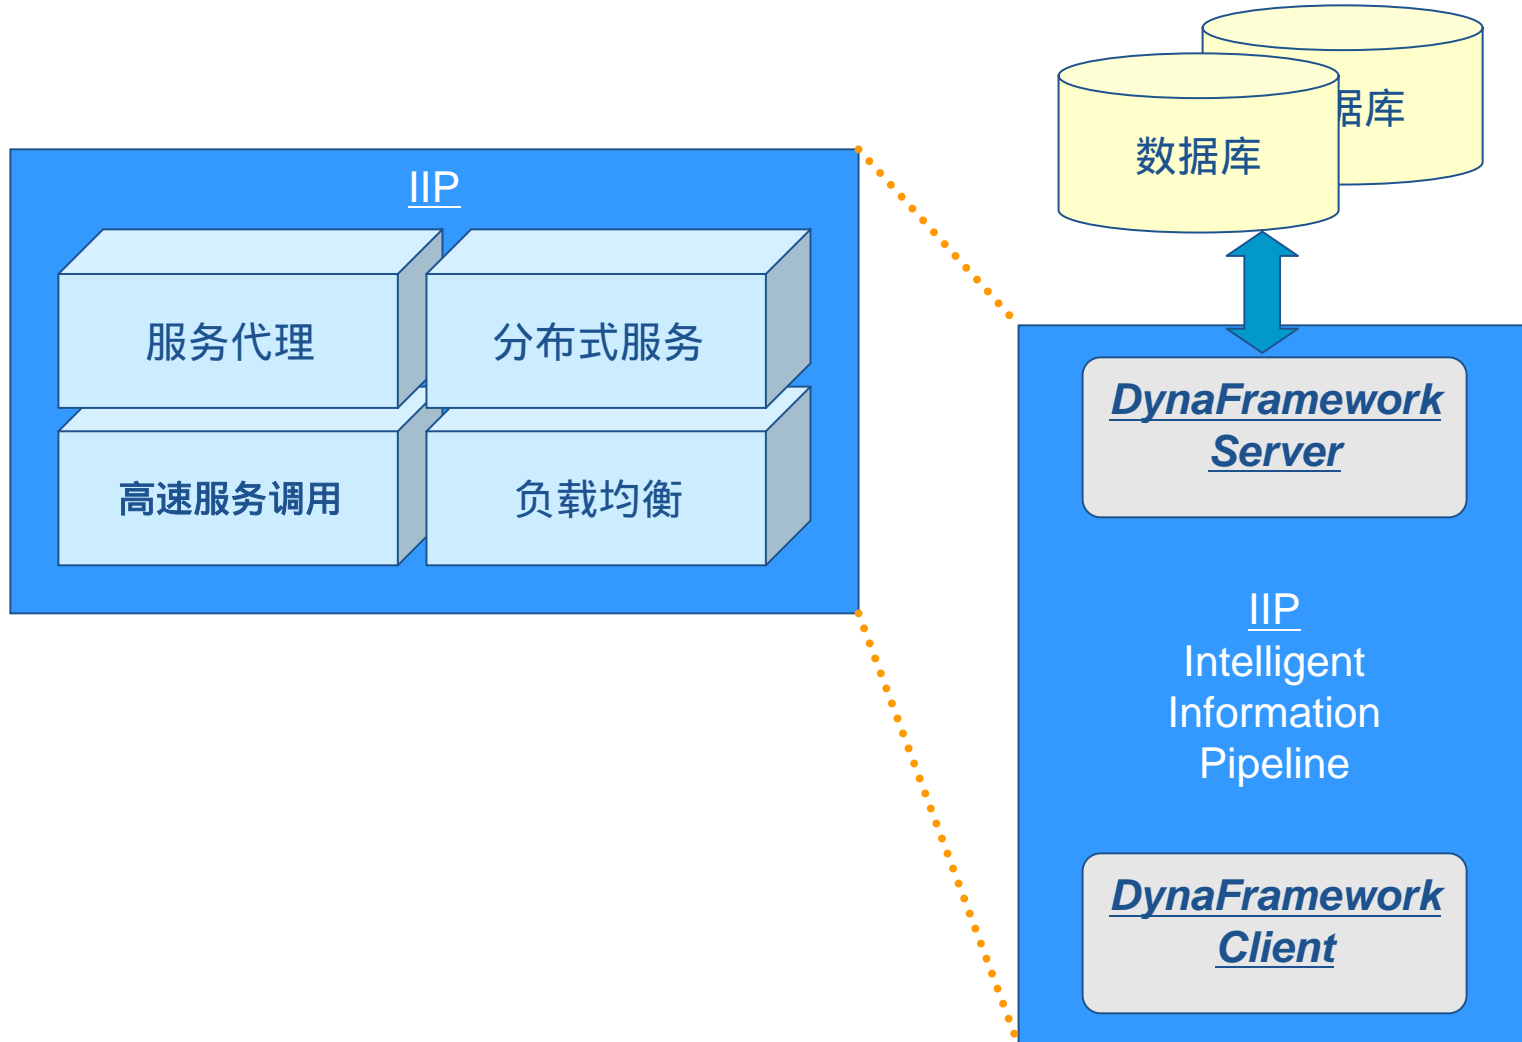 IIP
服务代理
分布式服务
高速服务调用
负载均衡
据库
数据库
DynaFramework
Server
IIP
Intelligent
Information
Pipeline
DynaFramework
Client